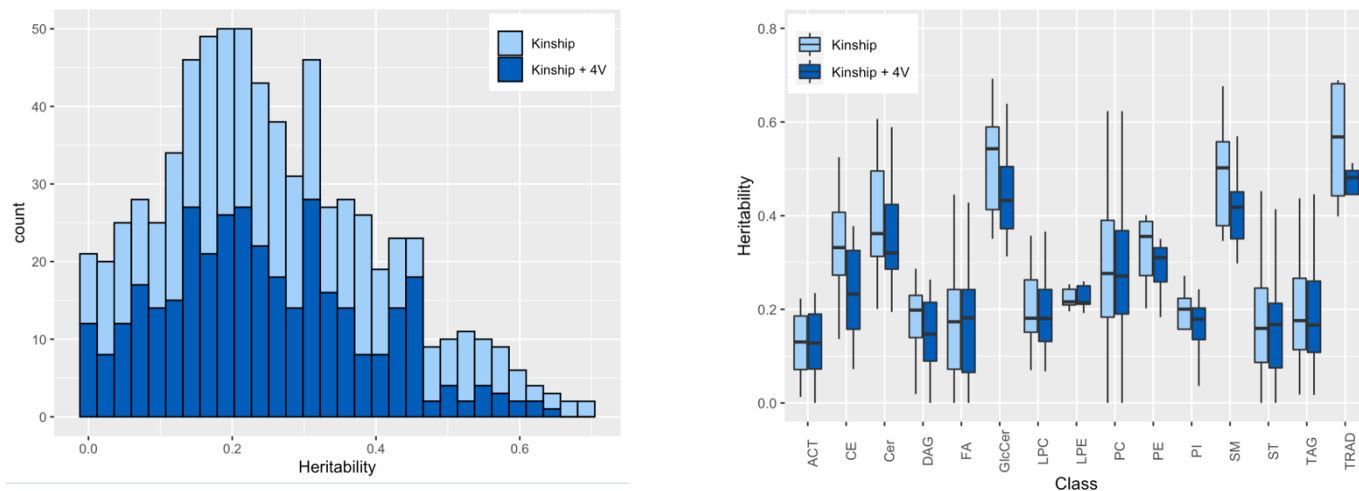 50
40
30
20
10
0
count
0.0 0.2 0.4 0.6
Heritability
Kinship
Kinship + 4V
0.8
0.6
0.4
0.2
0.0
Heritability
Kinship
Kinship + 4V
ACT CE Cer DAG FA GlcCer LPC LPE PC PE PI SM ST TAG TRAD
Class